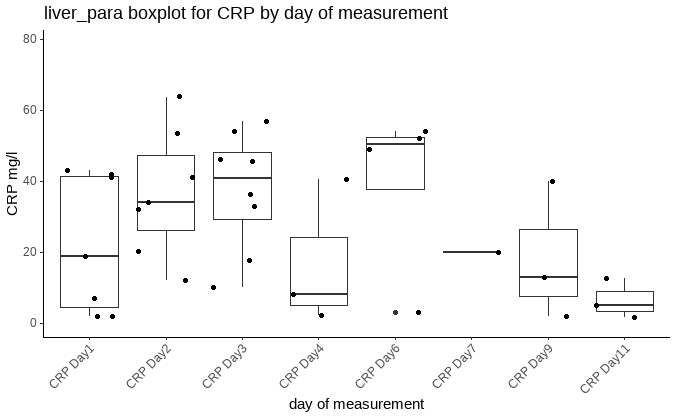 liver_para boxplot for CRP by day of measurement
80
60
40
20
0
CRP mg/l
CRP Day1
CRP Day2
CRP Day3
CRP Day4
CRP Day6
CRP Day7
CRP Day9
CRP Day11
day of measurement